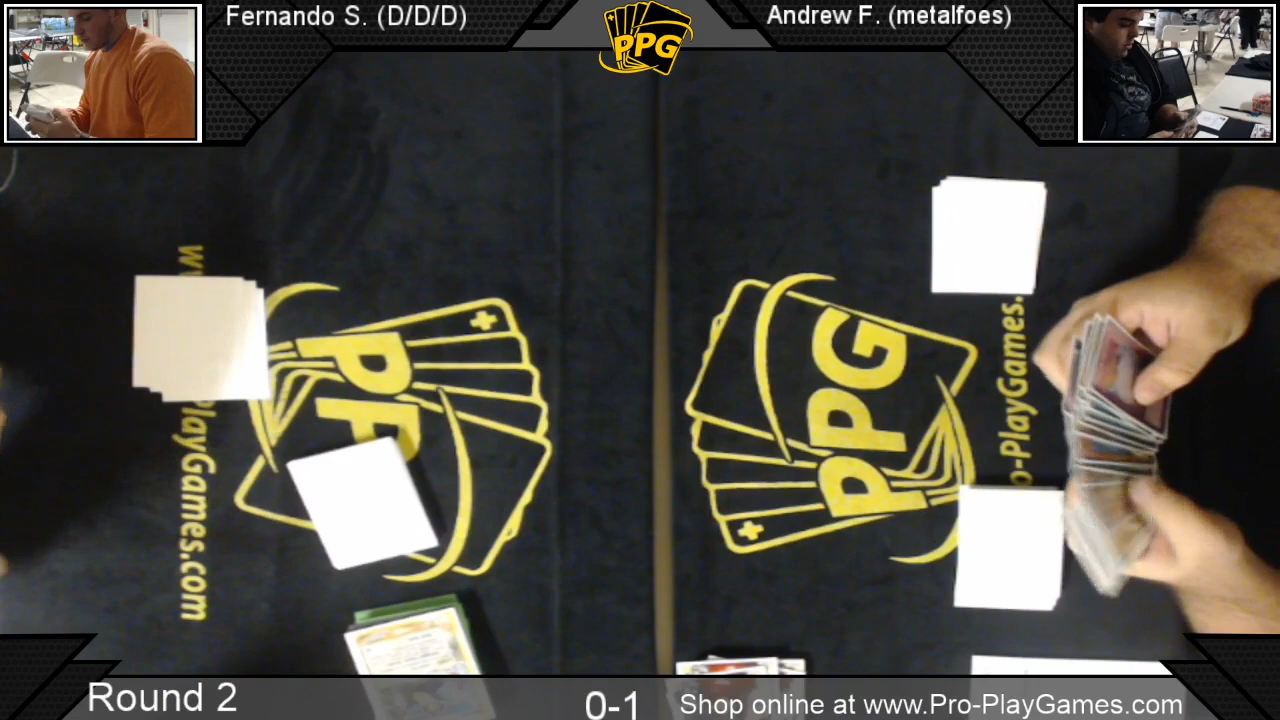 Fernando S. (D/D/D)
PPG
Andrew F. (metalfoes)
PPG
PlayGames.com
PPG
o-PlayGames.
Round 2
0-1
Shop online at www.Pro-PlayGames.com